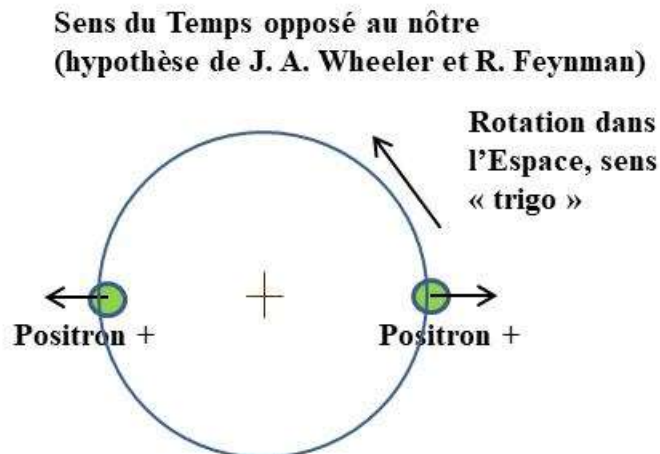 Sens du Temps opposé au nôtre
(hypothèse de J. A. Wheeler et R. Feynman)
Rotation dans
l’Espace, sens
« trigo »
Positron +
Positron +